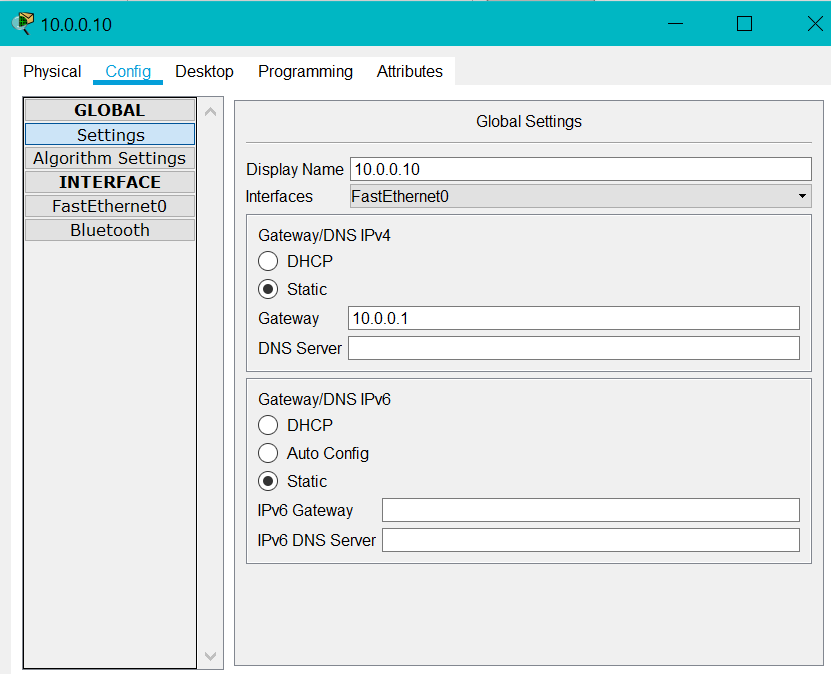 10.0.0.10
Physical Config Desktop Programming Attributes
GLOBAL
Settings
Algorithm Settings
INTERFACE
FastEthernet0
Bluetooth
Global Settings
Display Name 10.0.0.10
Interfaces FastEthernet0
Gateway/DNS IPv4
DHCP
Static
Gateway 10.0.0.1
DNS Server
Gateway/DNS IPv6
DHCP
Auto Config
Static
IPv6 Gateway
IPv6 DNS Server